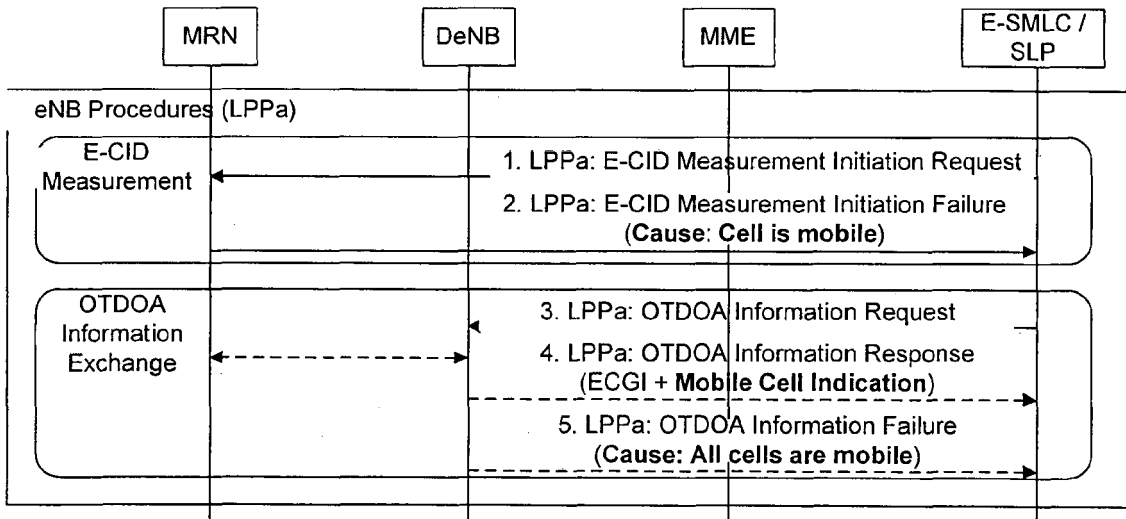 MRN
DeNB
MME
E-SMLC /
SLP
eNB Procedures (LPPa)
E-CID
Measurement
1. LPPa: E-CID Measurement Initiation Request
2. LPPa: E-CID Measurement Initiation Failure
(Cause: Cell is mobile)
OTDOA
Information
Exchange
3. LPPa: OTDOA Information Request
4. LPPa: OTDOA Information Response
(ECGI + Mobile Cell Indication)
5. LPPa: OTDOA Information Failure
(Cause: All cells are mobile)